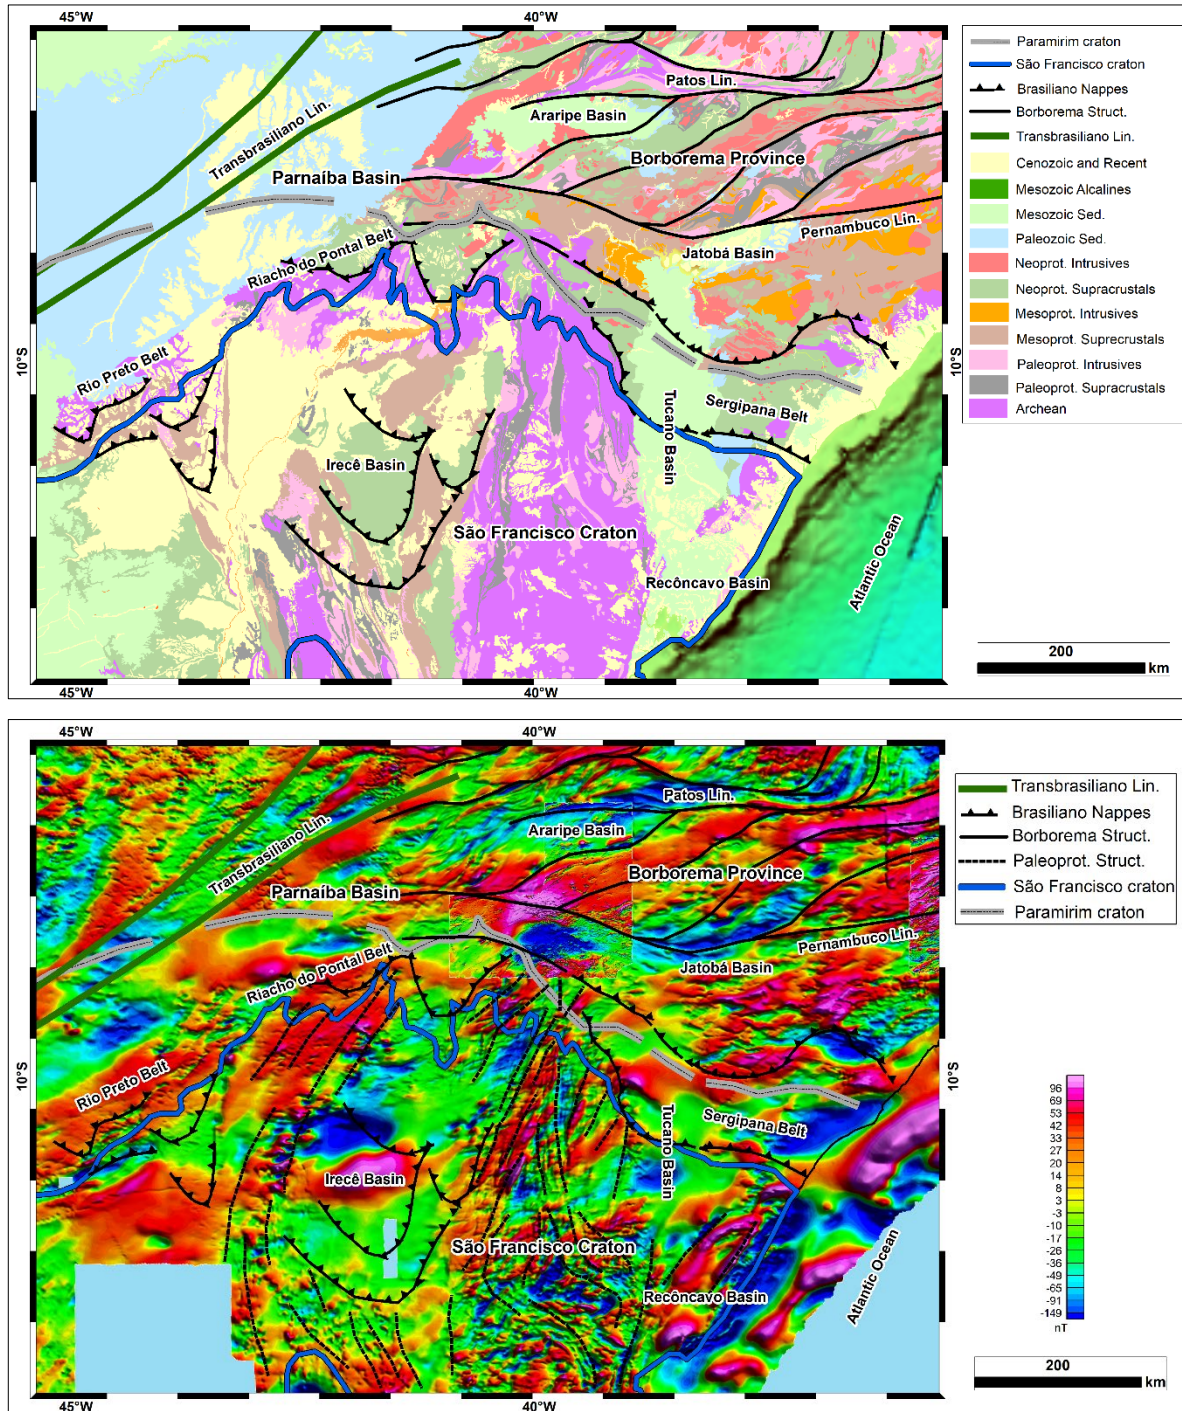 45°W
40°W
Patos Lin.
Araripe Basin
Transbrasiliano Lin.
Borborema Province
Parnaíba Basin
Pernambuco Lin.
Riacho do Pontal Belt
Jatobá Basin
10°S
10°S
Rio Preto Belt
Sergipana Belt
Tucano Basin
Irecê Basin
São Francisco Craton
Recôncavo Basin
Atlantic Ocean
45°W
40°W
Paramirim craton
São Francisco craton
Brasiliano Nappes
Borborema Struct.
Transbrasiliano Lin.
Cenozoic and Recent
Mesozoic Alcalines
Mesozoic Sed.
Paleozoic Sed.
Neoprot. Intrusives
Neoprot. Supracrustals
Mesoprot. Intrusives
Mesoprot. Suprecrustals
Paleoprot. Intrusives
Paleoprot. Supracrustals
Archean
200
km
45°W
40°W
Patos Lin.
Araripe Basin
Transbrasiliano Lin.
Borborema Province
Parnaíba Basin
Pernambuco Lin.
Riacho do Pontal Belt
Jatobá Basin
10°S
10°S
Rio Preto Belt
Sergipana Belt
Tucano Basin
Irecê Basin
São Francisco Craton
Recôncavo Basin
Atlantic Ocean
45°W
40°W
Transbrasiliano Lin.
Brasiliano Nappes
Borborema Struct.
Paleoprot. Struct.
São Francisco craton
Paramirim craton
96
69
53
42
33
27
20
14
8
3
-3
-10
-17
-26
-36
-49
-65
-91
-149
nT
200
km